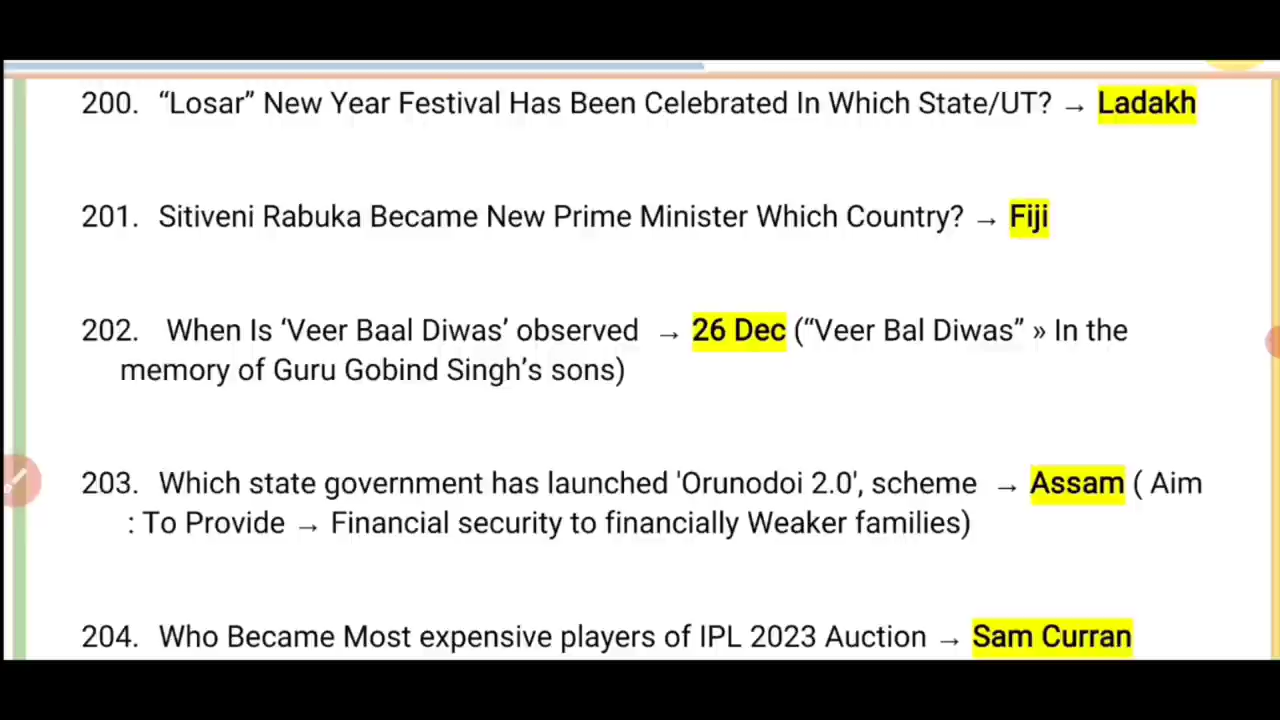 200. “Losar” New Year Festival Has Been Celebrated In Which State/UT? → Ladakh
201. Sitiveni Rabuka Became New Prime Minister Which Country? → Fiji
202. When Is ‘Veer Baal Diwas’ observed → 26 Dec (“Veer Bal Diwas” » In the
memory of Guru Gobind Singh’s sons)
203. Which state government has launched 'Orunodoi 2.0', scheme → Assam ( Aim
: To Provide → Financial security to financially Weaker families)
204. Who Became Most expensive players of IPL 2023 Auction → Sam Curran